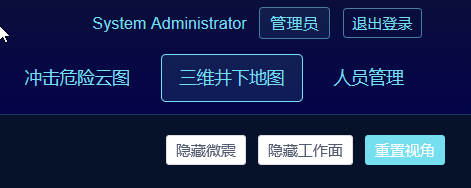 System Administrator 管理员 退出登录
冲击危险云图 三维井下地图 人员管理
隐藏微震 隐藏工作面 重置视角